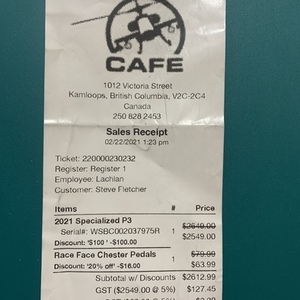 CAFE
1012 Victoria Street
Kamloops, British Columbia, V2C-2C4
Canada
250 828 2453
Sales Receipt
02/22/2021 1:23 pm
Ticket: 220000230232
Register: Register 1
Employee: Lachlan
Customer: Steve Fletcher
Items # Price
2021 Specialized P3
Serial#: WSBC002037975R 1 $2649.00
Discount: '$100 ' -$100.00 $2549.00
Race Face Chester Pedals 1 $79.99
Discount: '20% off' -$16.00 $63.99
Subtotal w/ Discounts $2612.99
GST ($2549.00 @ 5%) $127.45